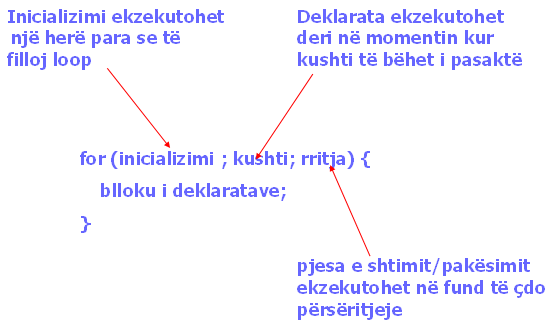 Inicializimi ekzekutohet
një herë para se të
filloj loop
Deklarata ekzekutohet
deri në momentin kur
kushti të bëhet i pasaktë
for (inicializimi ; kushti; rritja) {
blloku i deklaratave;
}
pjesa e shtimit/pakësimit
ekzekutohet në fund të çdo
përsëritjeje